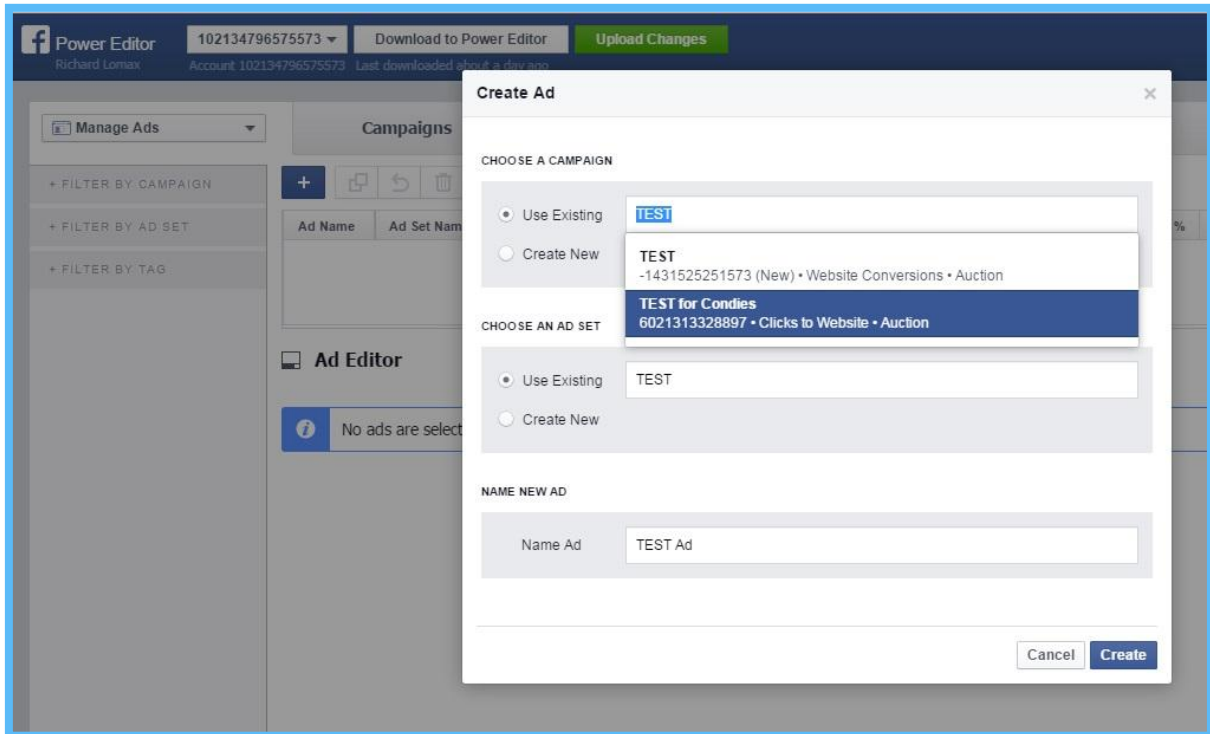 f Power Editor
102134796575573
Download to Power Editor
Upload Changes
Richard Lomax
Account 102134796575573 Last downloaded about a day ago
Create Ad
Manage Ads
Campaigns
+ FILTER BY CAMPAIGN
+ FILTER BY AD SET
+ FILTER BY TAG
+
Ad Name
Ad Set Nam
%
CHOOSE A CAMPAIGN
Use Existing
TEST
Create New
TEST
-1431525251573 (New) • Website Conversions • Auction
TEST for Condies
6021313328897 • Clicks to Website • Auction
CHOOSE AN AD SET
Ad Editor
Use Existing
TEST
Create New
No ads are select
NAME NEW AD
Name Ad
TEST Ad
Cancel
Create